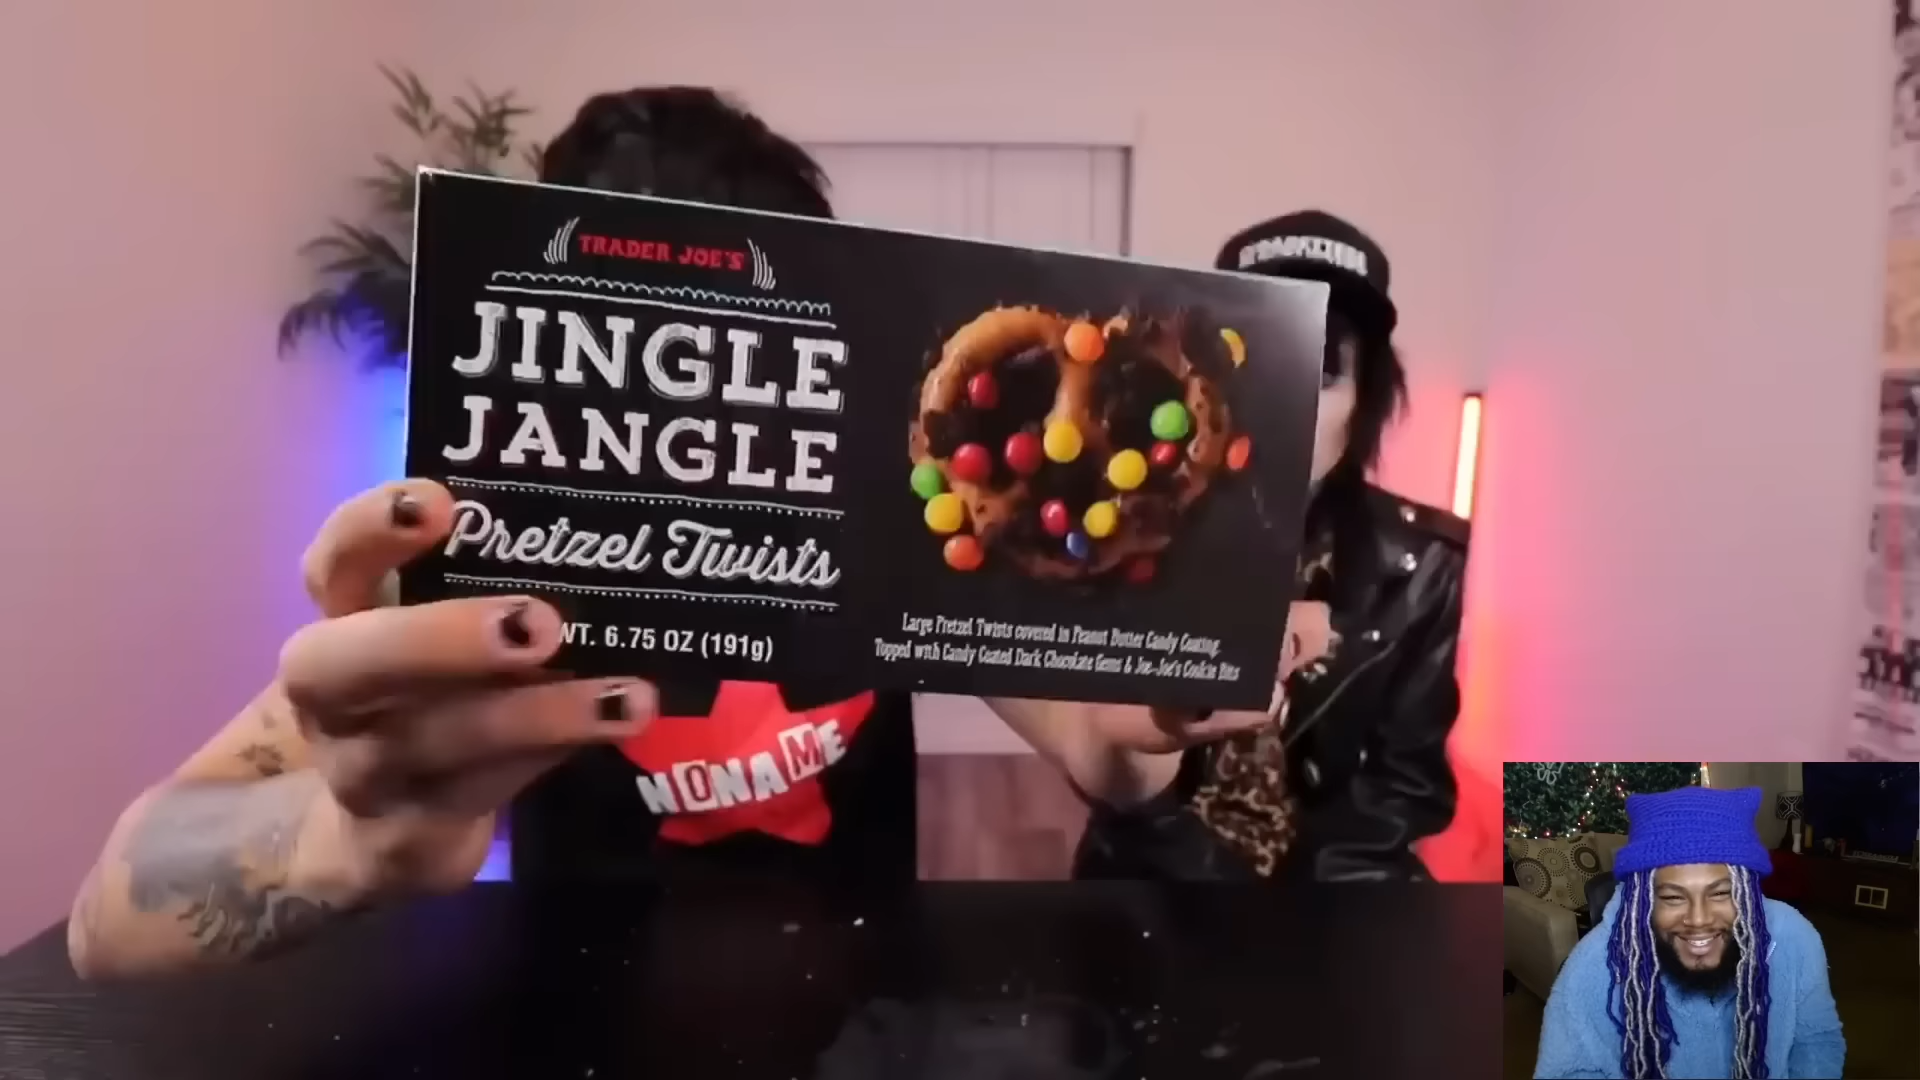 TRADER JOE'S
JINGLE
JANGLE
Pretzel Twists
WT. 6.75 OZ (191g)
Large Pretzel Twists covered in Peanut Butter Candy Coating.
Topped with Candy Coated Dark Chocolate Gems & Joe-Joe's Cookie Bits
NONAME